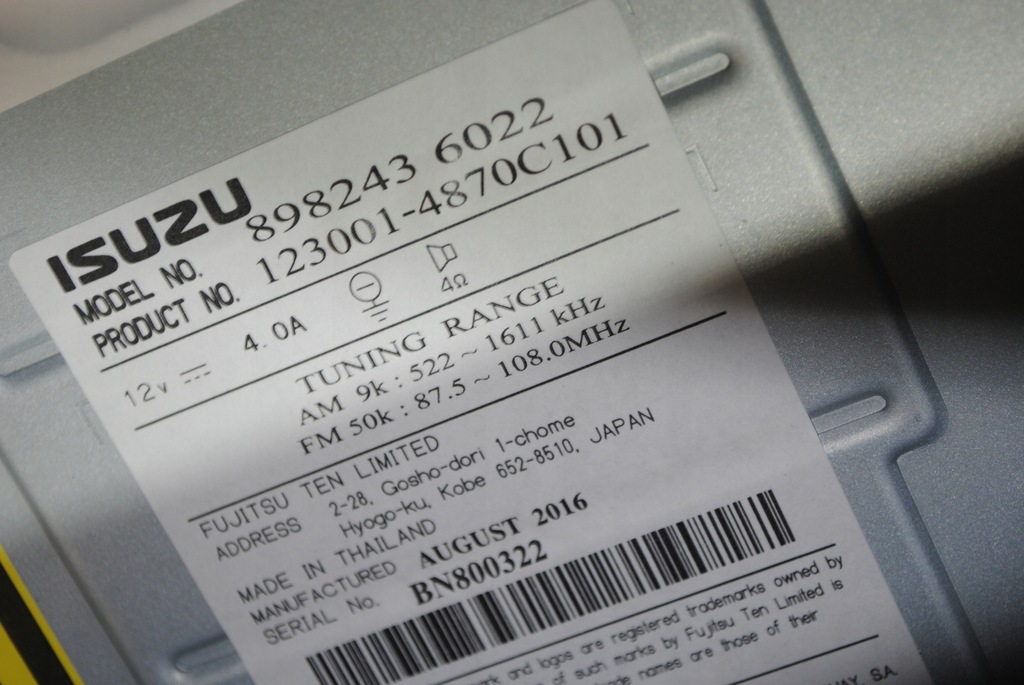 ISUZU
MODEL NO. 898243 6022
PRODUCT NO. 123001-4870C101
12v 4.0A 4Ω
TUNING RANGE
AM 9k : 522 ~ 1611 kHz
FM 50k : 87.5 ~ 108.0MHz
FUJITSU TEN LIMITED
ADDRESS 2-28, Gosho-dori 1-chome
Hyogo-ku, Kobe 652-8510, JAPAN
MADE IN THAILAND
MANUFACTURED AUGUST 2016
SERIAL No. BN800322
and logos are registered trademarks owned by
of such marks by Fujitsu Ten Limited is
names are those of their
SA